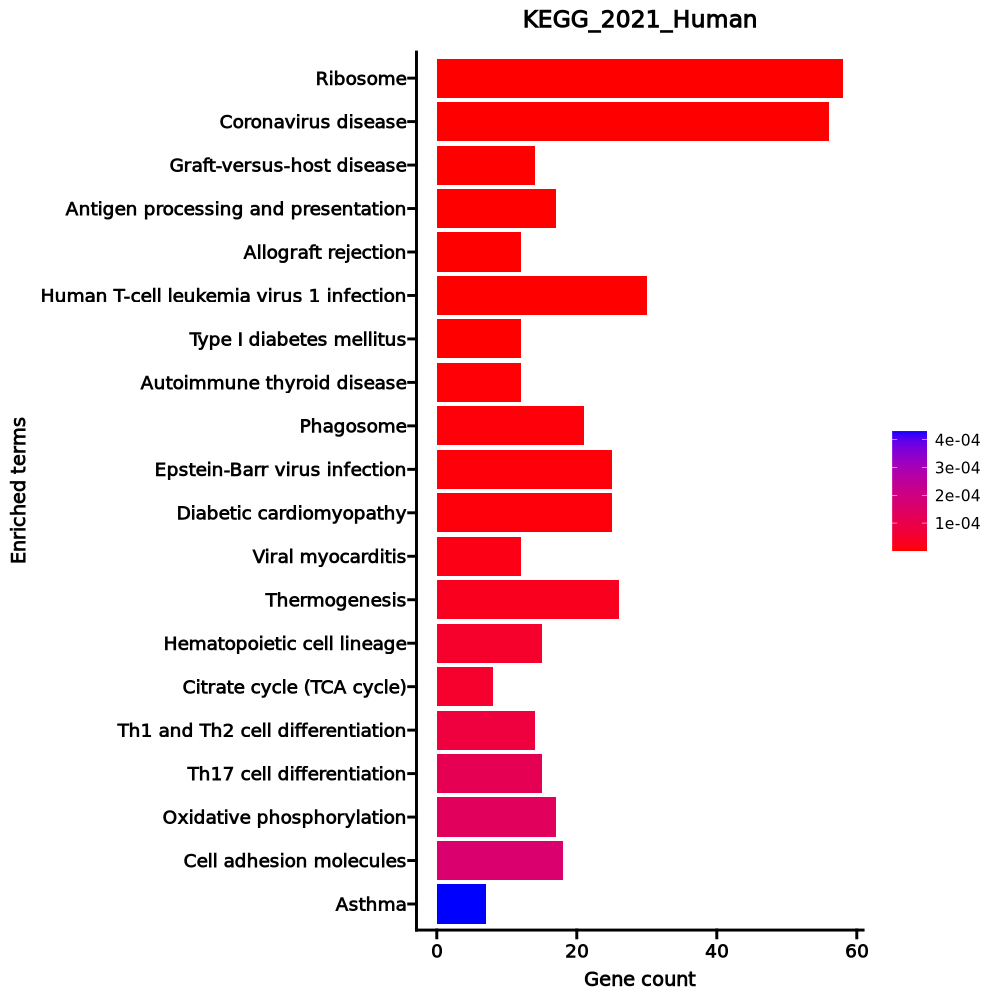 KEGG_2021_Human
Ribosome
Coronavirus disease
Graft-versus-host disease
Antigen processing and presentation
Allograft rejection
Human T-cell leukemia virus 1 infection
Type I diabetes mellitus
Autoimmune thyroid disease
Phagosome
Epstein-Barr virus infection
Diabetic cardiomyopathy
Viral myocarditis
Thermogenesis
Hematopoietic cell lineage
Citrate cycle (TCA cycle)
Th1 and Th2 cell differentiation
Th17 cell differentiation
Oxidative phosphorylation
Cell adhesion molecules
Asthma
Enriched terms
0 20 40 60
Gene count
4e-04
3e-04
2e-04
1e-04